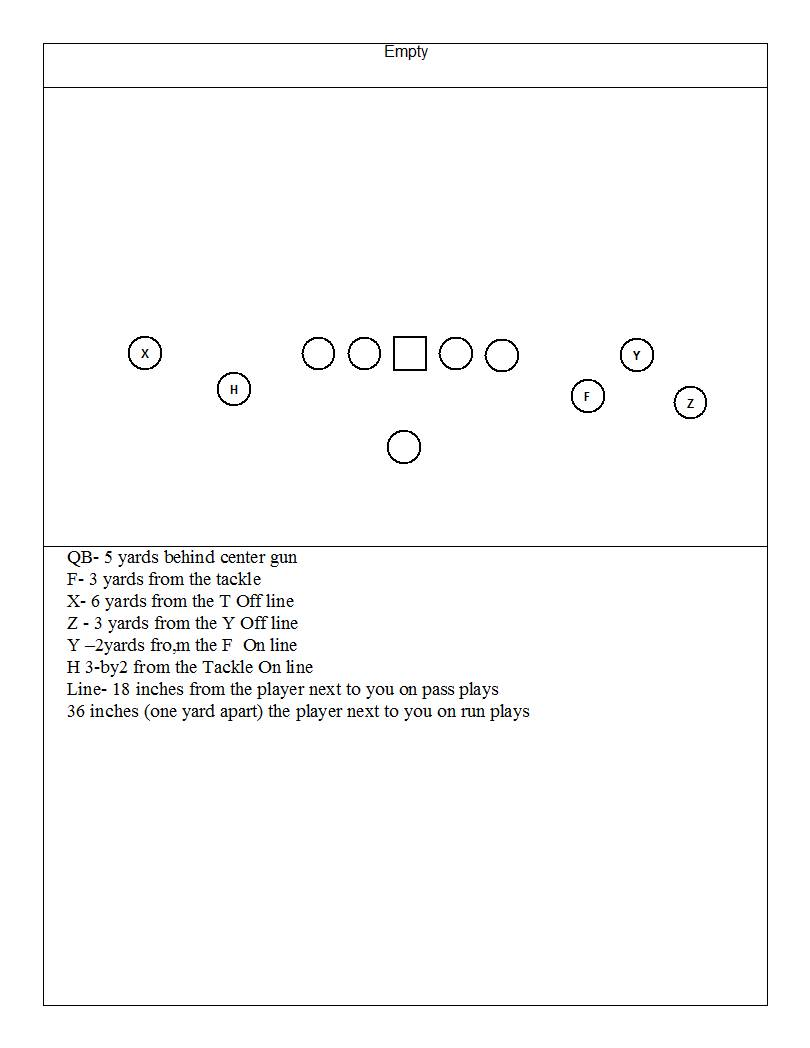 Empty
X
Y
H
F
Z
QB- 5 yards behind center gun
F- 3 yards from the tackle
X- 6 yards from the T Off line
Z - 3 yards from the Y Off line
Y –2yards fro,m the F  On line
H 3-by2 from the Tackle On line
Line- 18 inches from the player next to you on pass plays
36 inches (one yard apart) the player next to you on run plays